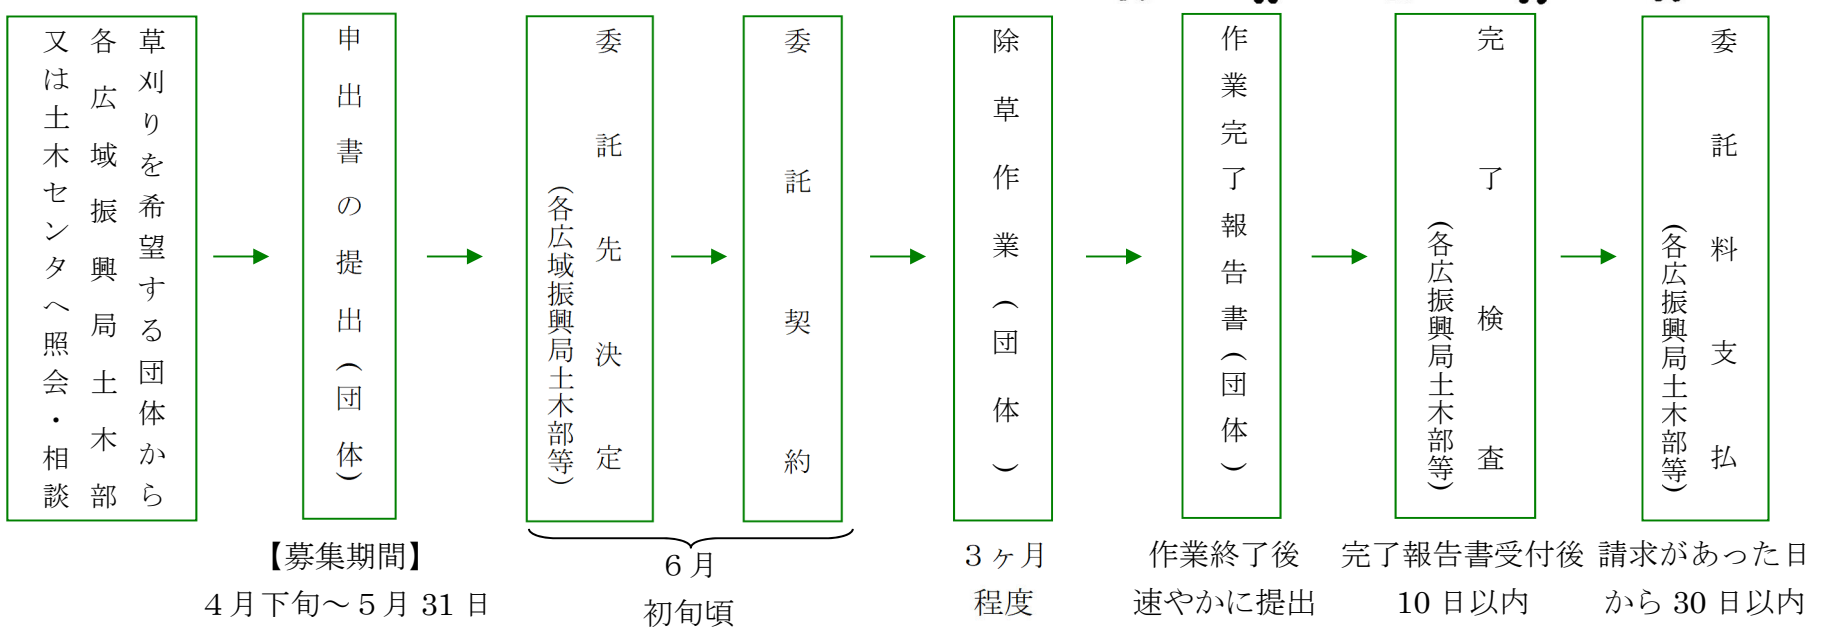 草刈りを希望する団体から
各広域振興局土木部
又は土木センターへ照会・相談
申出書の提出(団体)
【募集期間】
４月下旬～５月 31 日
委託先決定
(各広域振興局土木部等)
委託契約
６月
初旬頃
除草作業(団体)
３ヶ月
程度
作業完了報告書(団体)
作業終了後
速やかに提出
完了検査
(各広振興局土木部等)
完了報告書受付後
10 日以内
委託料支払
(各広振興局土木部等)
請求があった日
から 30 日以内